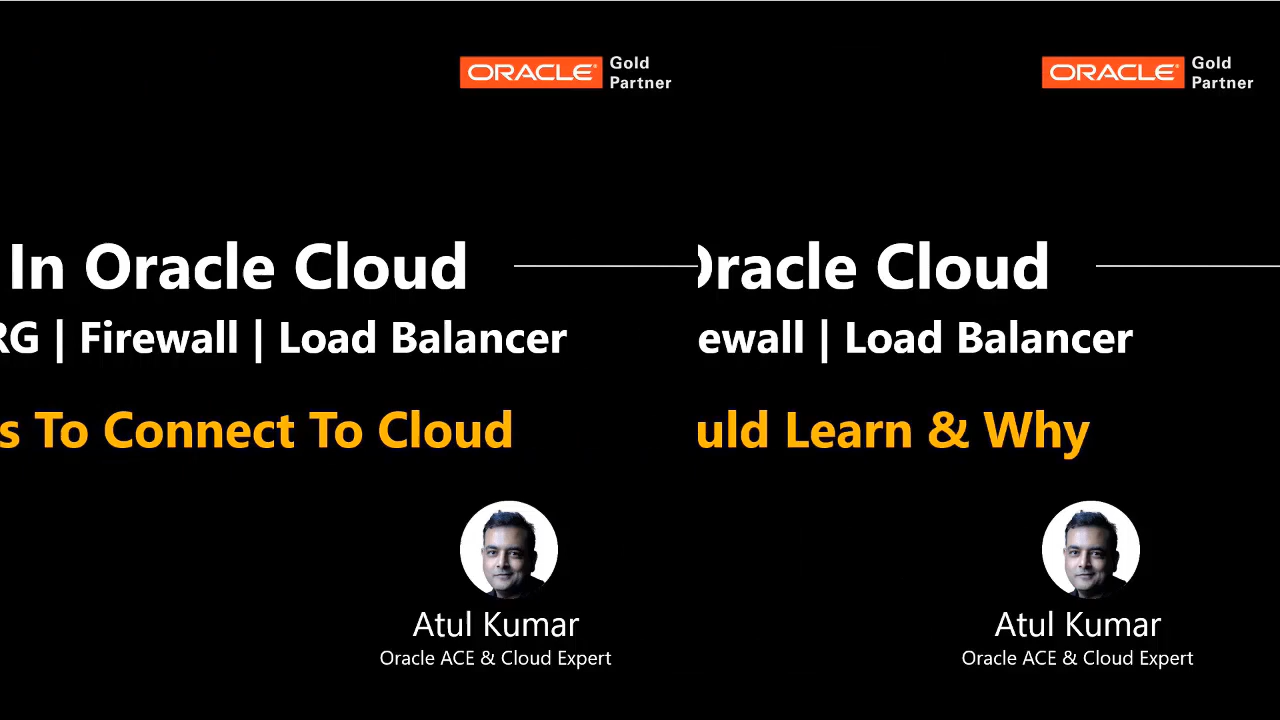 ORACLE Gold Partner
In Oracle Cloud
RG | Firewall | Load Balancer
s To Connect To Cloud
Atul Kumar
Oracle ACE & Cloud Expert
ORACLE Gold Partner
Oracle Cloud
ewall | Load Balancer
uld Learn & Why
Atul Kumar
Oracle ACE & Cloud Expert